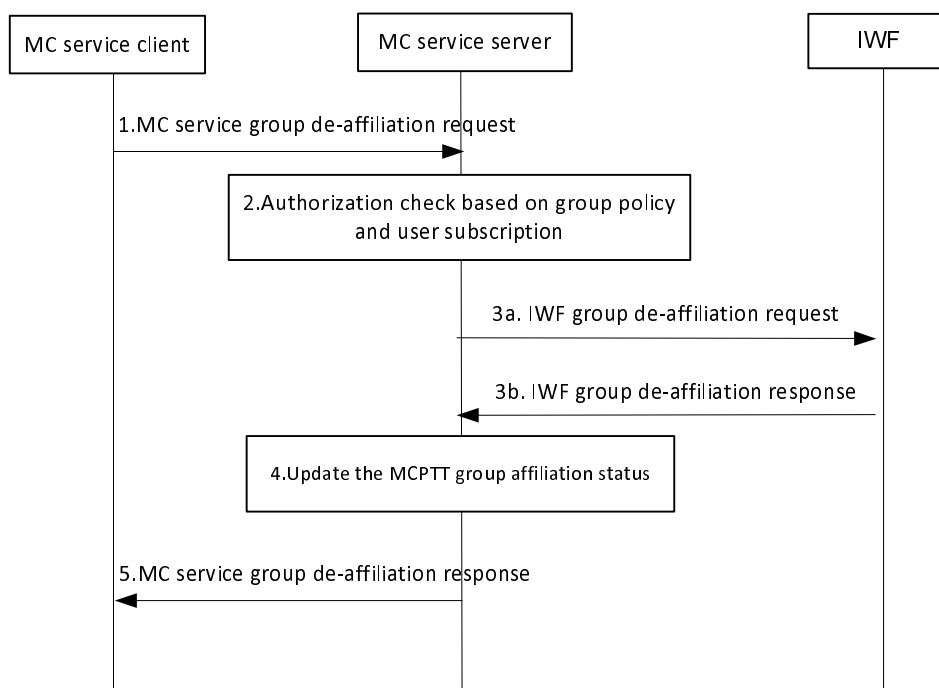 MC service client
MC service server
IWF
1.MC service group de-affiliation request
2.Authorization check based on group policy
and user subscription
3a. IWF group de-affiliation request
3b. IWF group de-affiliation response
4.Update the MCPTT group affiliation status
5.MC service group de-affiliation response